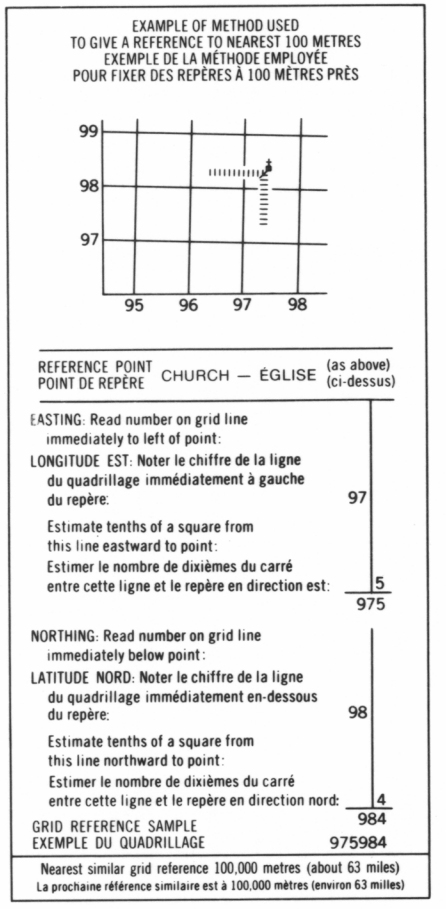 EXAMPLE OF METHOD USED
TO GIVE A REFERENCE TO NEAREST 100 METRES
EXEMPLE DE LA MÉTHODE EMPLOYÉE
POUR FIXER DES REPÈRES À 100 MÈTRES PRÈS
99
98
97
95 96 97 98
REFERENCE POINT
POINT DE REPÈRE
CHURCH — ÉGLISE
(as above)
(ci-dessus)
EASTING: Read number on grid line
immediately to left of point:
LONGITUDE EST: Noter le chiffre de la ligne
du quadrillage immédiatement à gauche
du repère: 97
Estimate tenths of a square from
this line eastward to point:
Estimer le nombre de dixièmes du carré
entre cette ligne et le repère en direction est: 5
975
NORTHING: Read number on grid line
immediately below point:
LATITUDE NORD: Noter le chiffre de la ligne
du quadrillage immédiatement en-dessous
du repère: 98
Estimate tenths of a square from
this line northward to point:
Estimer le nombre de dixièmes du carré
entre cette ligne et le repère en direction nord: 4
984
GRID REFERENCE SAMPLE
EXEMPLE DU QUADRILLAGE 975984
Nearest similar grid reference 100,000 metres (about 63 miles)
La prochaine référence similaire est à 100,000 mètres (environ 63 milles)